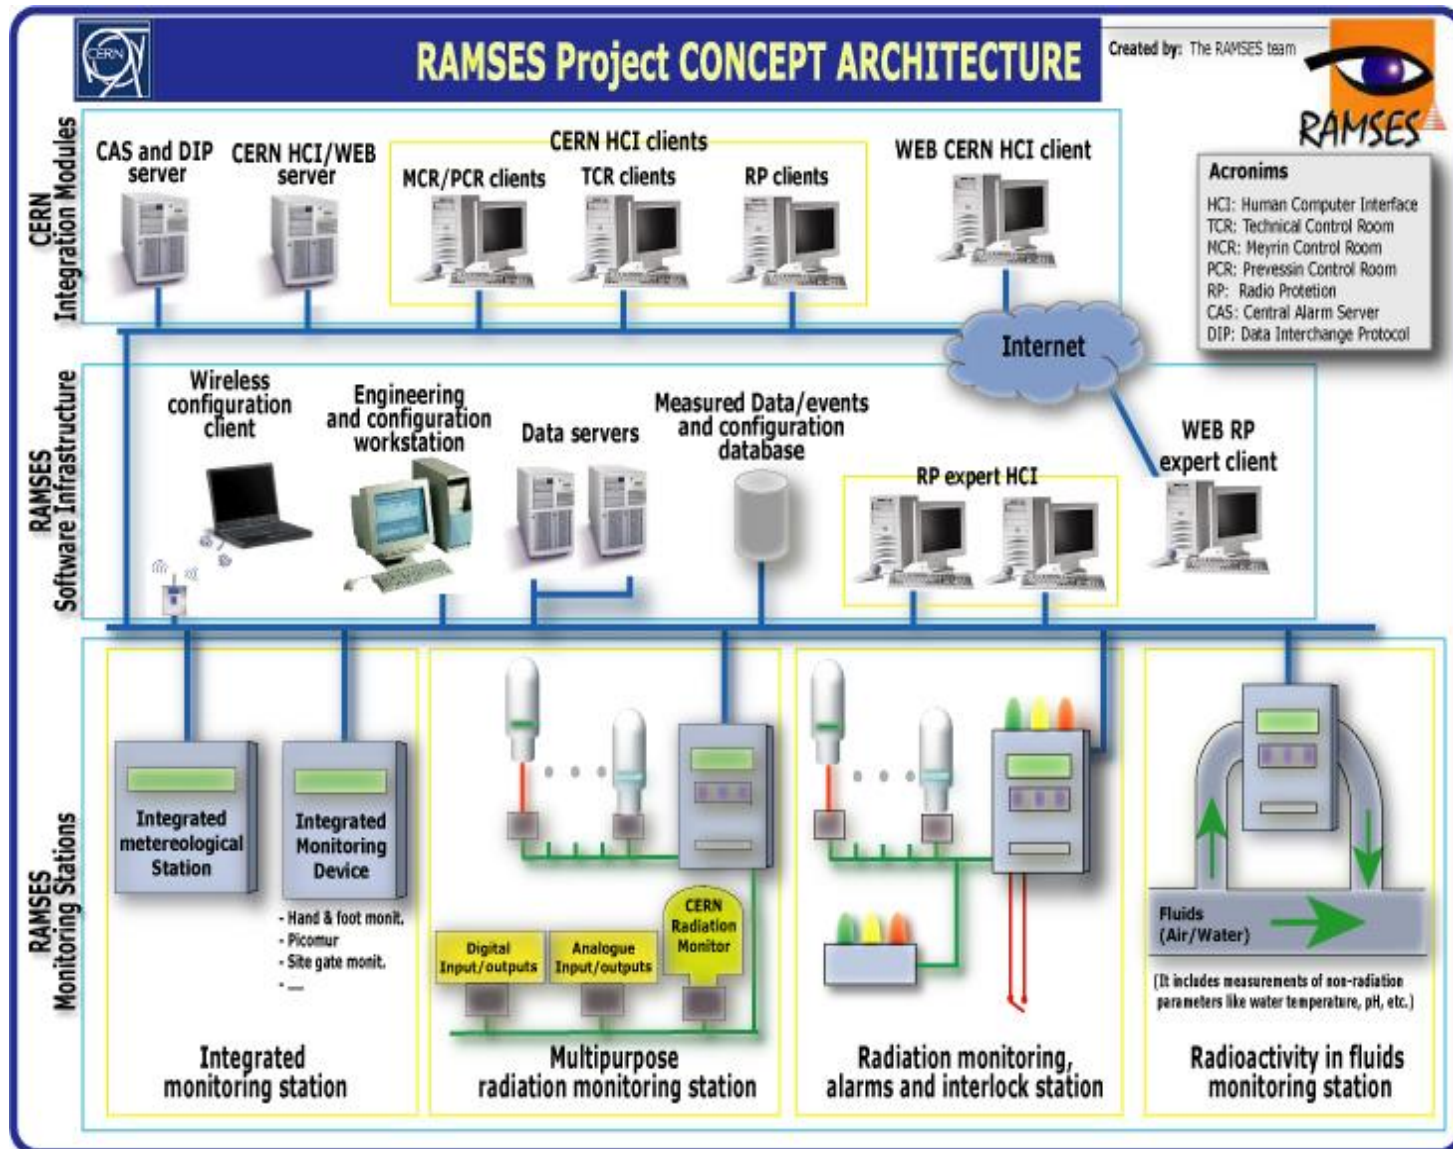 CERN
RAMSES Project CONCEPT ARCHITECTURE
Created by: The RAMSES team
RAMSES
Acronims
HCI: Human Computer Interface
TCR: Technical Control Room
MCR: Meyrin Control Room
PCR: Prevessin Control Room
RP: Radio Protetion
CAS: Central Alarm Server
DIP: Data Interchange Protocol
CERN
Integration Modules
CAS and DIP
server
CERN HCI/WEB
server
CERN HCI clients
MCR/PCR clients
TCR clients
RP clients
WEB CERN HCI client
Internet
RAMSES
Software Infrastructure
Wireless
configuration
client
Engineering
and configuration
workstation
Data servers
Measured Data/events
and configuration
database
RP expert HCI
WEB RP
expert client
RAMSES
Monitoring Stations
Integrated
metereological
Station
Integrated
Monitoring
Device
- Hand & foot monit.
- Picomur
- Site gate monit.
- ...
Integrated
monitoring station
Digital
Input/outputs
Analogue
Input/outputs
CERN
Radiation
Monitor
Multipurpose
radiation monitoring station
Radiation monitoring,
alarms and interlock station
Fluids
(Air/Water)
(It includes measurements of non-radiation
parameters like water temperature, pH, etc.)
Radioactivity in fluids
monitoring station